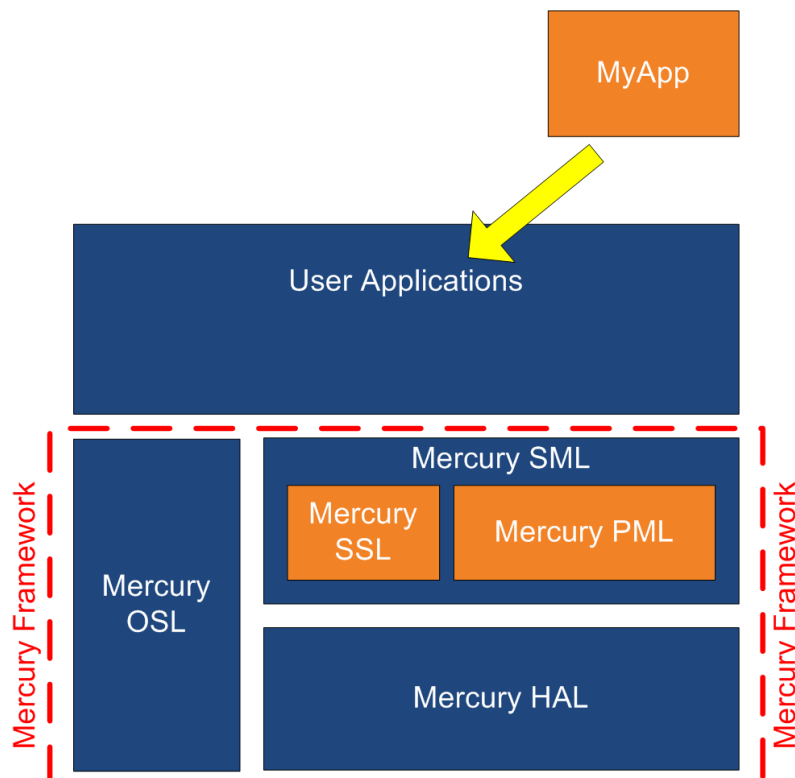 MyApp
User Applications
Mercury Framework
Mercury
OSL
Mercury SML
Mercury
SSL
Mercury PML
Mercury HAL
Mercury Framework